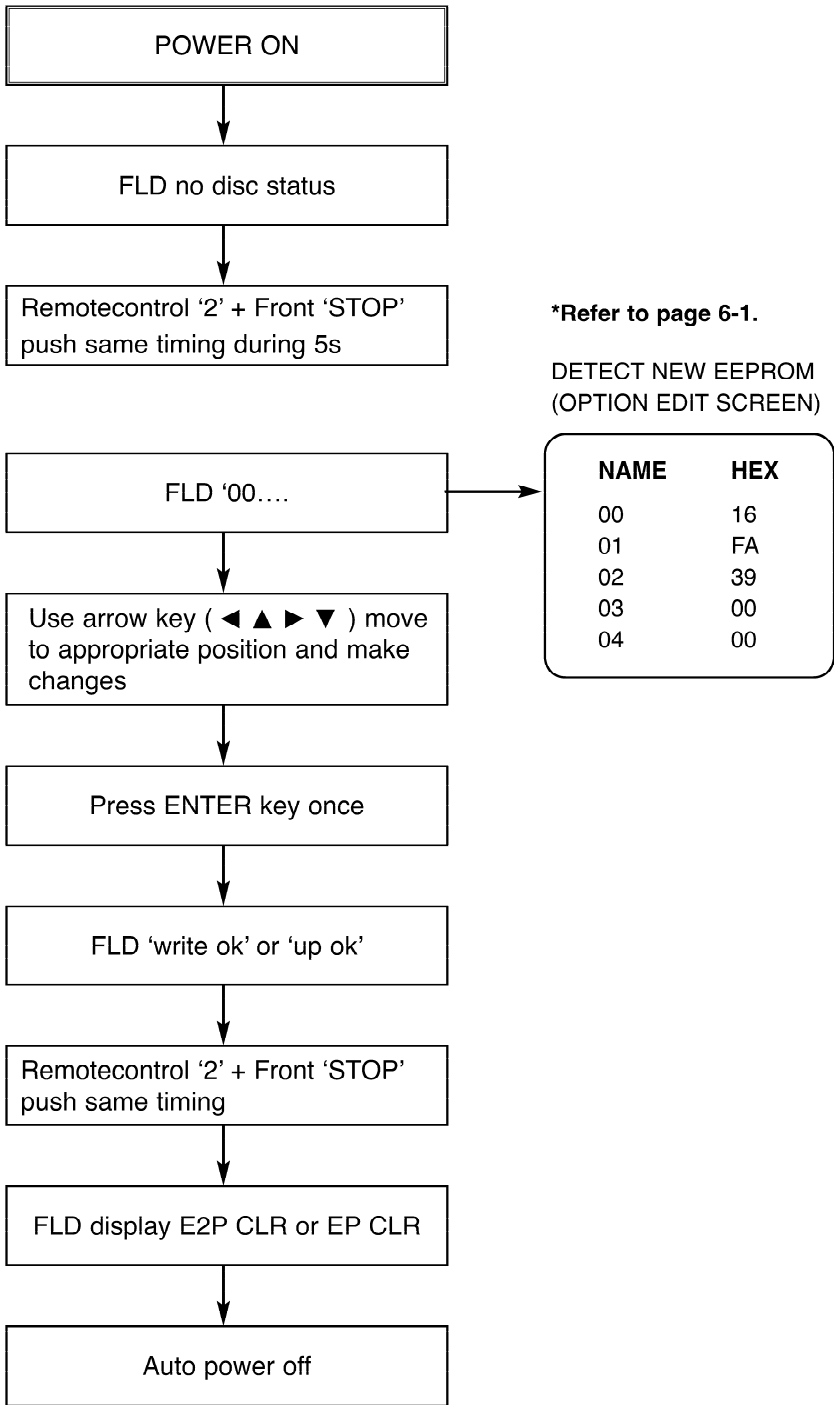 POWER ON
FLD no disc status
Remotecontrol ‘2’ + Front ‘STOP’
push same timing during 5s
*Refer to page 6-1.
DETECT NEW EEPROM
(OPTION EDIT SCREEN)
NAME HEX
00 16
01 FA
02 39
03 00
04 00
FLD ‘00….
Use arrow key ( ◄ ▲ ► ▼ ) move
to appropriate position and make
changes
Press ENTER key once
FLD ‘write ok’ or ‘up ok’
Remotecontrol ‘2’ + Front ‘STOP’
push same timing
FLD display E2P CLR or EP CLR
Auto power off